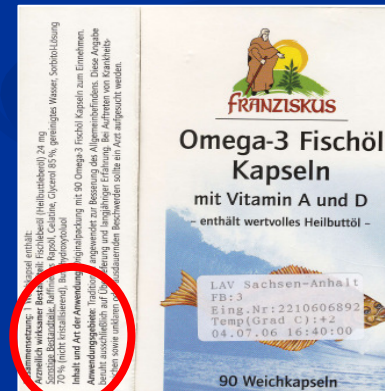 Zusammensetzung: 1 Weichkapsel enthält:
Arzneilich wirksamer Bestandteil: Fischleberöl (Heilbuttleberöl) 24 mg
Sonstige Bestandteile: Raffiniertes Rapsöl, Gelatine, Glycerol 85%, gereinigtes Wasser, Sorbitol-Lösung
70% (nicht kristallisierend), Butylhydroxytoluol
Inhalt und Art der Anwendung: Originalpackung mit 90 Omega-3 Fischöl Kapseln zum Einnehmen.
Anwendungsgebiete: Traditionell angewendet zur Besserung des Allgemeinbefindens. Diese Angabe
beruht ausschließlich auf Überlieferung und langjähriger Erfahrung. Bei Auftreten von Krankheits-
zeichen sowie unklaren oder ausdauernden Beschwerden sollte ein Arzt aufgesucht werden.
FRANZISKUS
Omega-3 Fischöl
Kapseln
mit Vitamin A und D
- enthält wertvolles Heilbuttöl -
LAV Sachsen-Anhalt
FB:3
Eing.Nr:2210606892
Temp(Grad C):+2
04.07.06 16:40:00
90 Weichkapseln